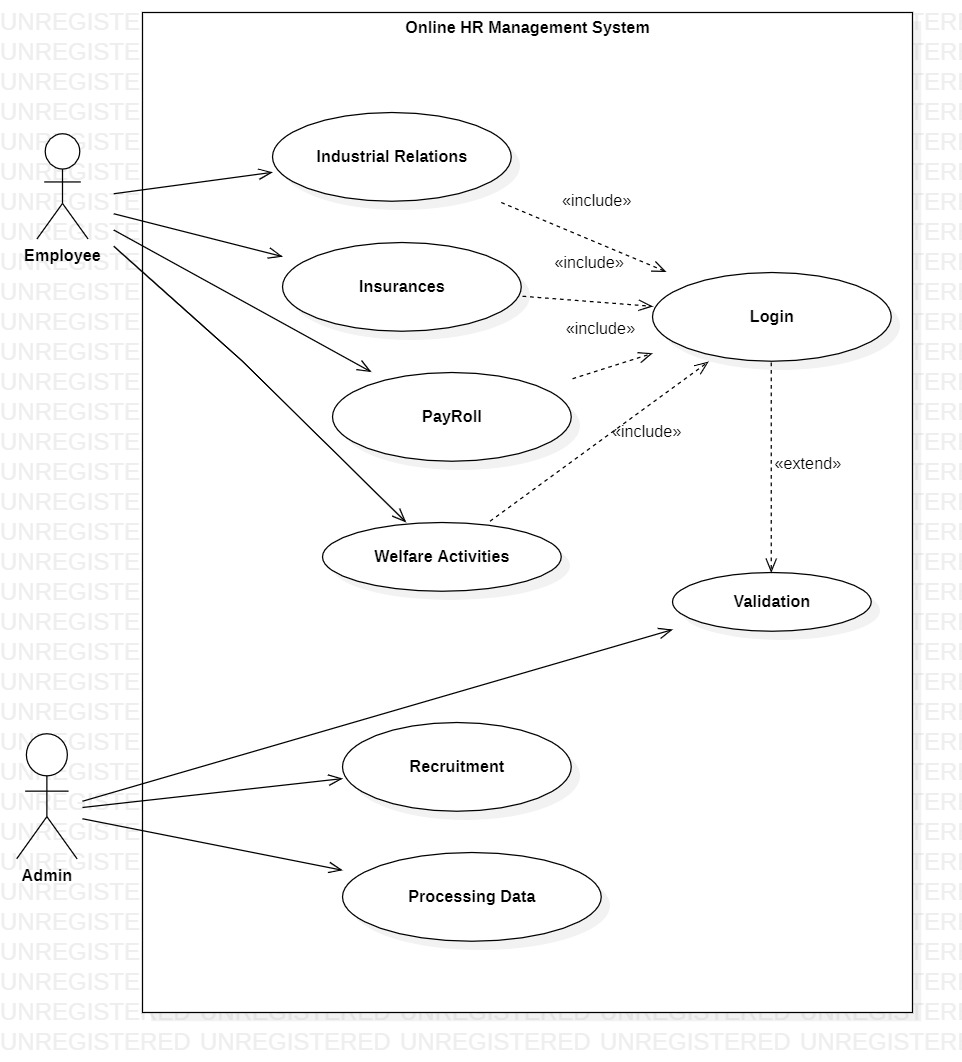 Online HR Management System
Industrial Relations
«include»
Employee
«include»
Insurances
Login
«include»
PayRoll
«include»
«extend»
Welfare Activities
Validation
Recruitment
Admin
Processing Data
UNREGISTERED UNREGISTERED UNREGISTERED UNREGISTERED UNREGISTERED